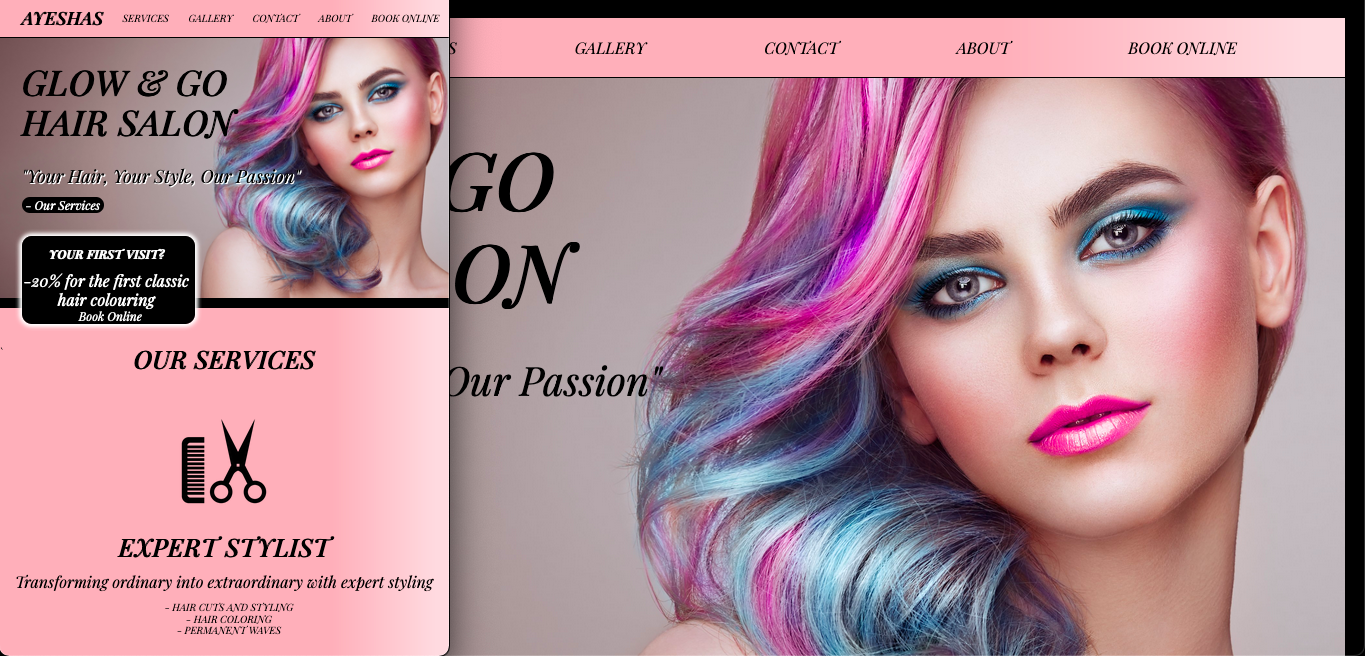 AYESHAS SERVICES GALLERY CONTACT ABOUT BOOK ONLINE
GLOW & GO
HAIR SALON
"Your Hair, Your Style, Our Passion"
- Our Services
YOUR FIRST VISIT?
-20% for the first classic
hair colouring
Book Online
OUR SERVICES
EXPERT STYLIST
Transforming ordinary into extraordinary with expert styling
- HAIR CUTS AND STYLING
- HAIR COLORING
- PERMANENT WAVES
S GALLERY CONTACT ABOUT BOOK ONLINE
GO
ON
Our Passion"